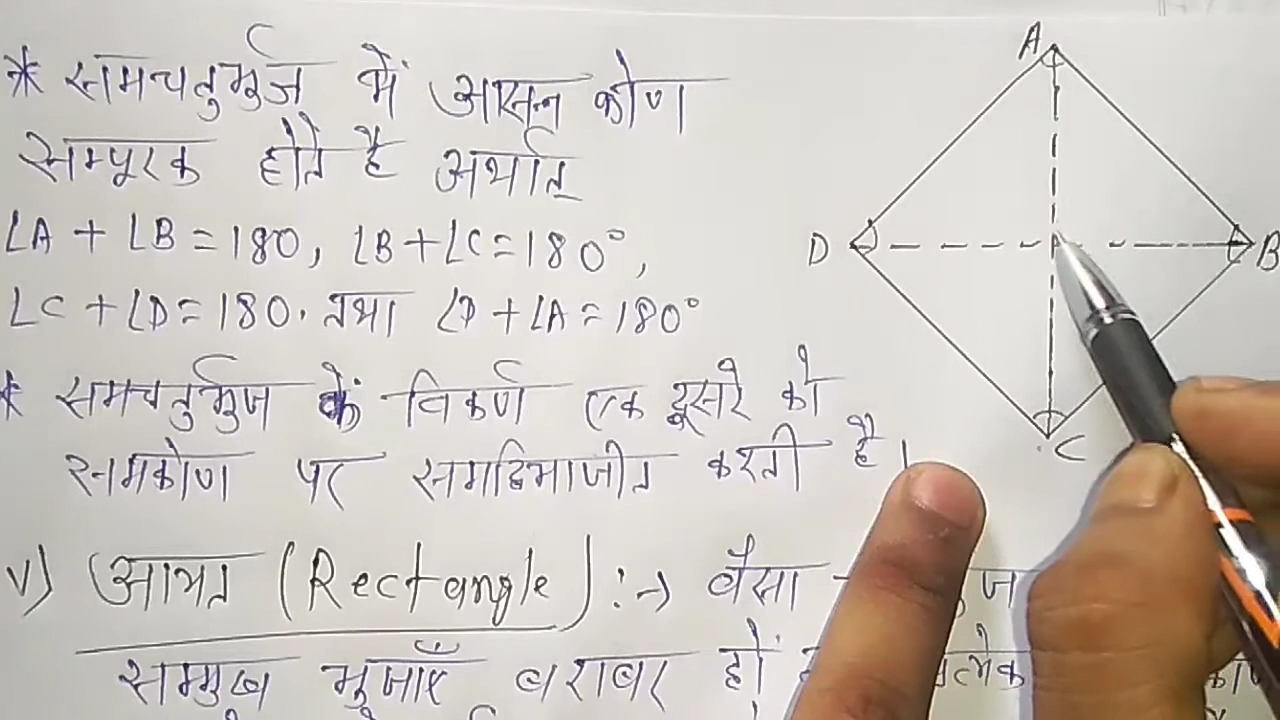 * समचतुर्भुज में आसन्न कोण
सम्पूरक होते है अर्थात्
∠A + ∠B = 180, ∠B + ∠C = 180°,
∠C + ∠D = 180. तथा ∠D + ∠A = 180°
* समचतुर्भुज के विकर्ण एक दूसरे को
समकोण पर समद्विभाजीत करती है।
v) आयत (Rectangle) :→ वैसा
सम्मुख भुजाएँ बराबर हों
A
D
B
C